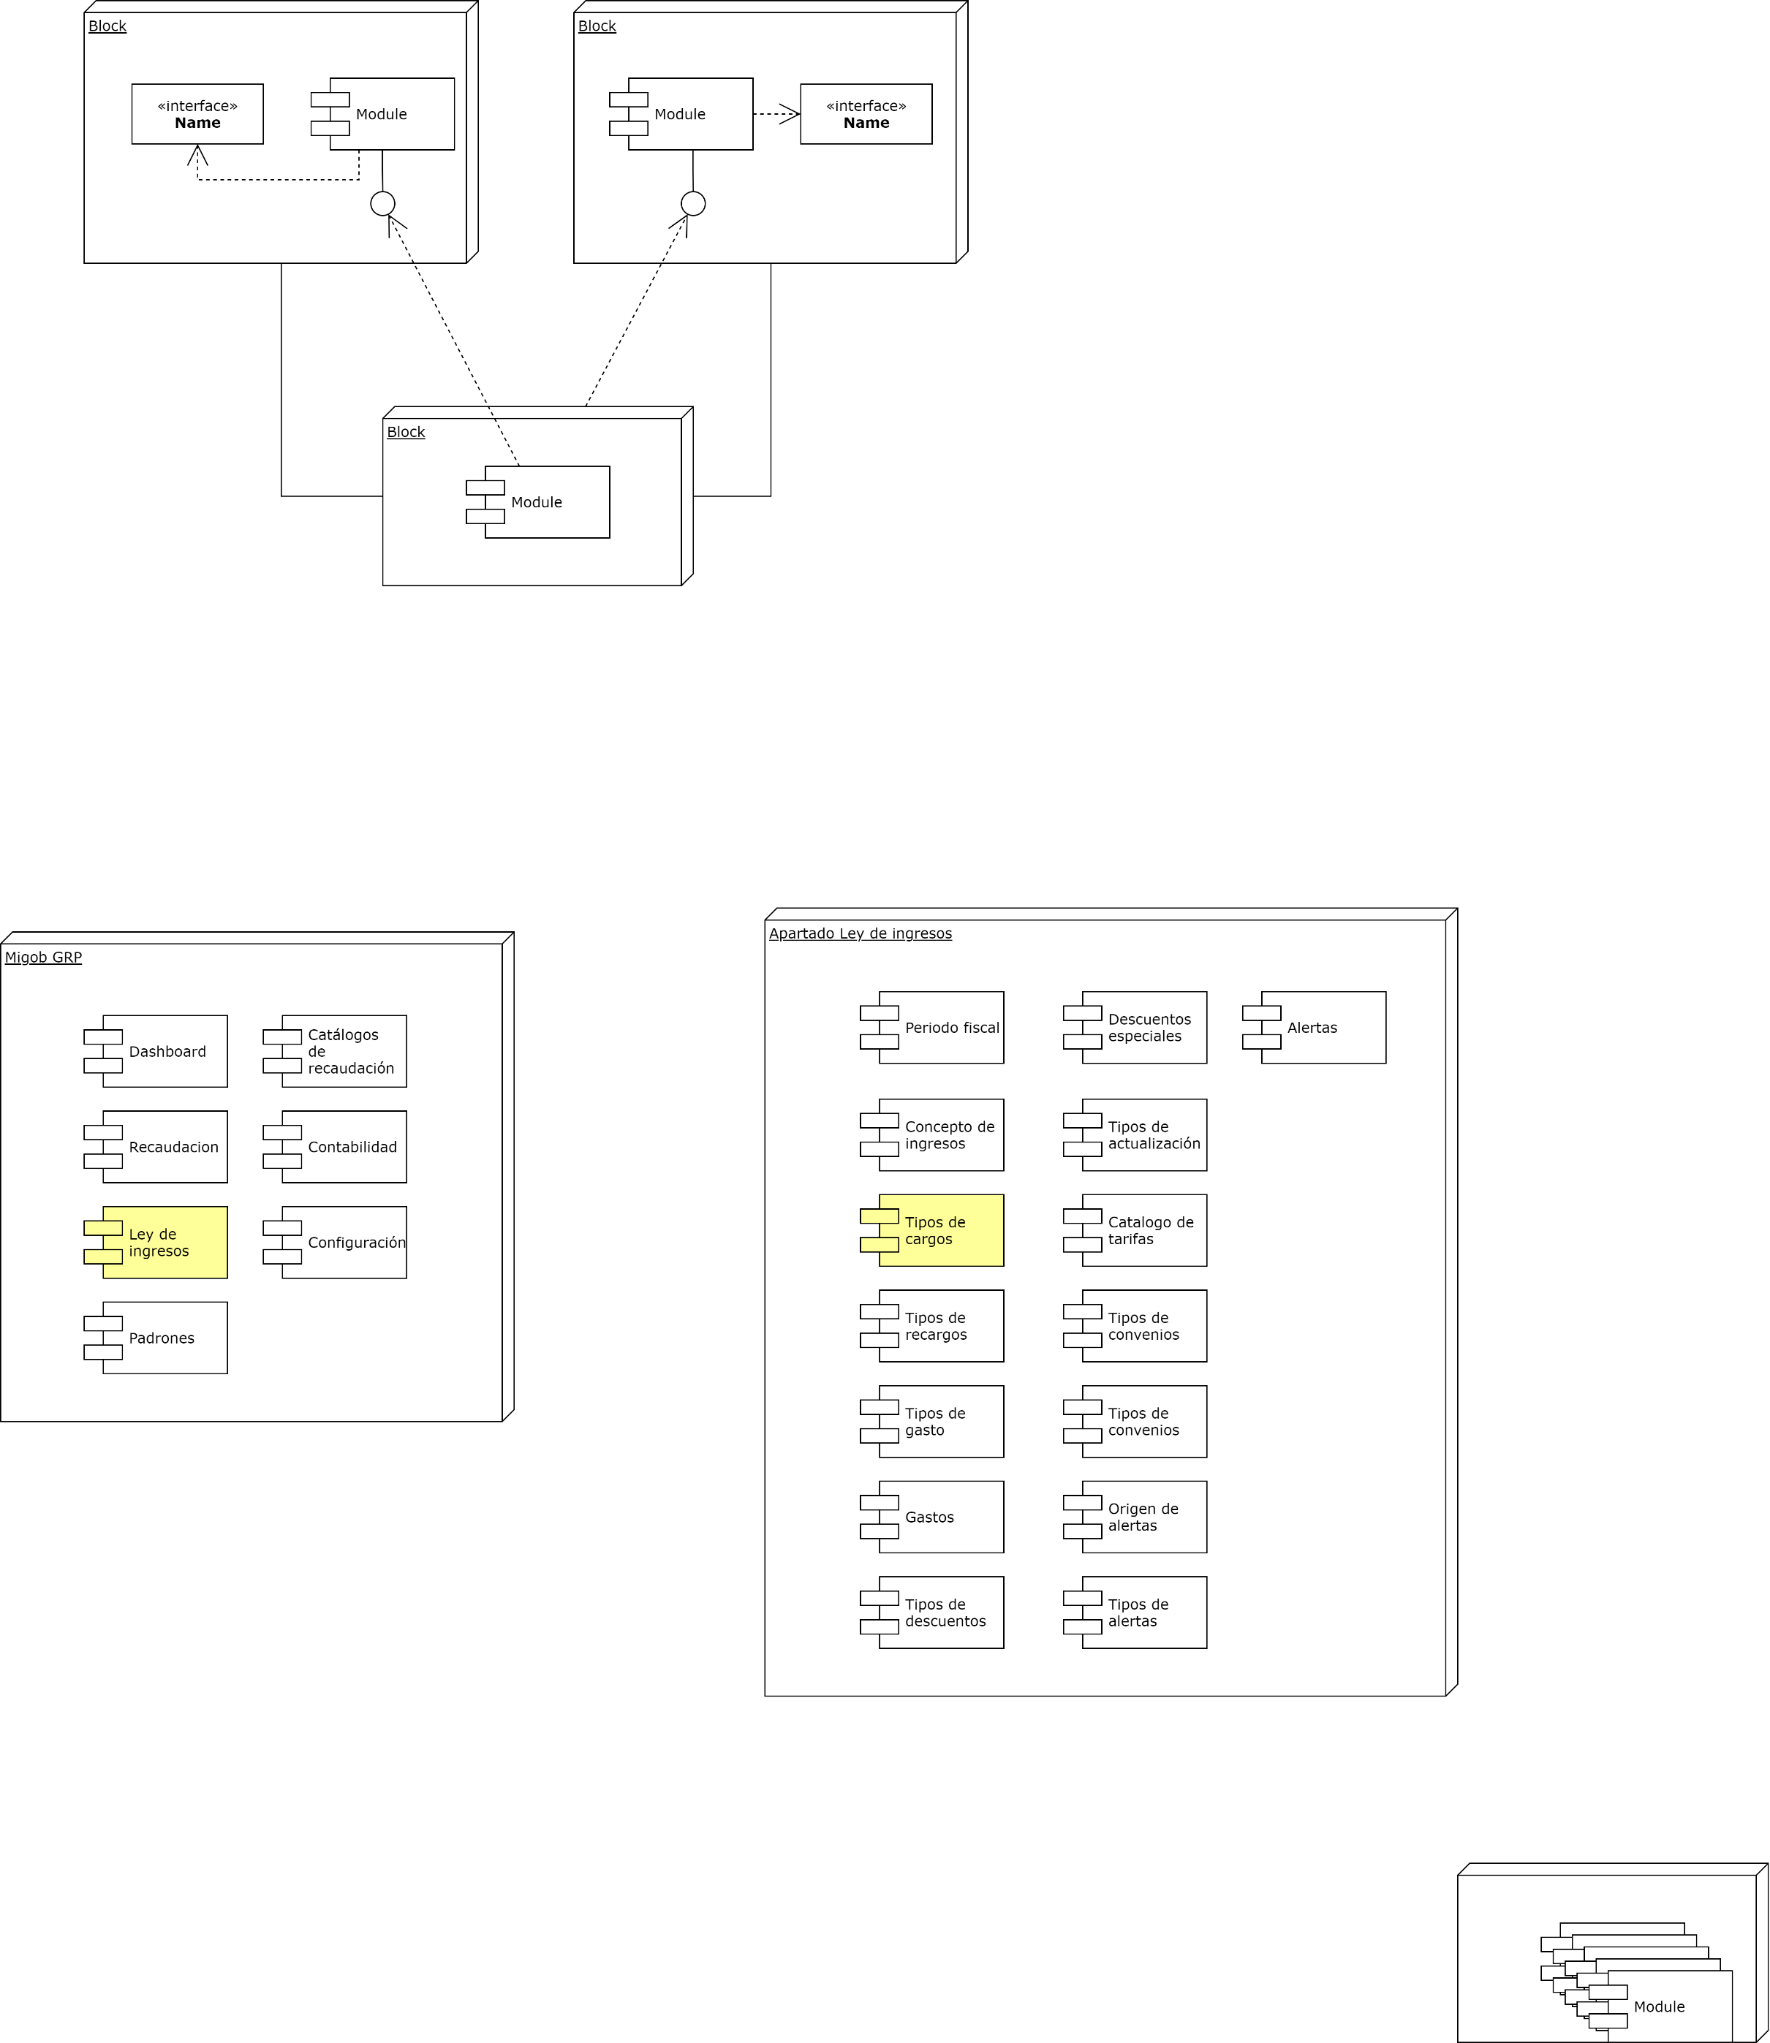 Block
«interface»
Name
Module
Block
Module
«interface»
Name
Block
Module
Migob GRP
Dashboard
Catálogos
de
recaudación
Recaudacion
Contabilidad
Ley de
ingresos
Configuración
Padrones
Apartado Ley de ingresos
Periodo fiscal
Descuentos
especiales
Alertas
Concepto de
ingresos
Tipos de
actualización
Tipos de
cargos
Catalogo de
tarifas
Tipos de
recargos
Tipos de
convenios
Tipos de
gasto
Tipos de
convenios
Gastos
Origen de
alertas
Tipos de
descuentos
Tipos de
alertas
Module